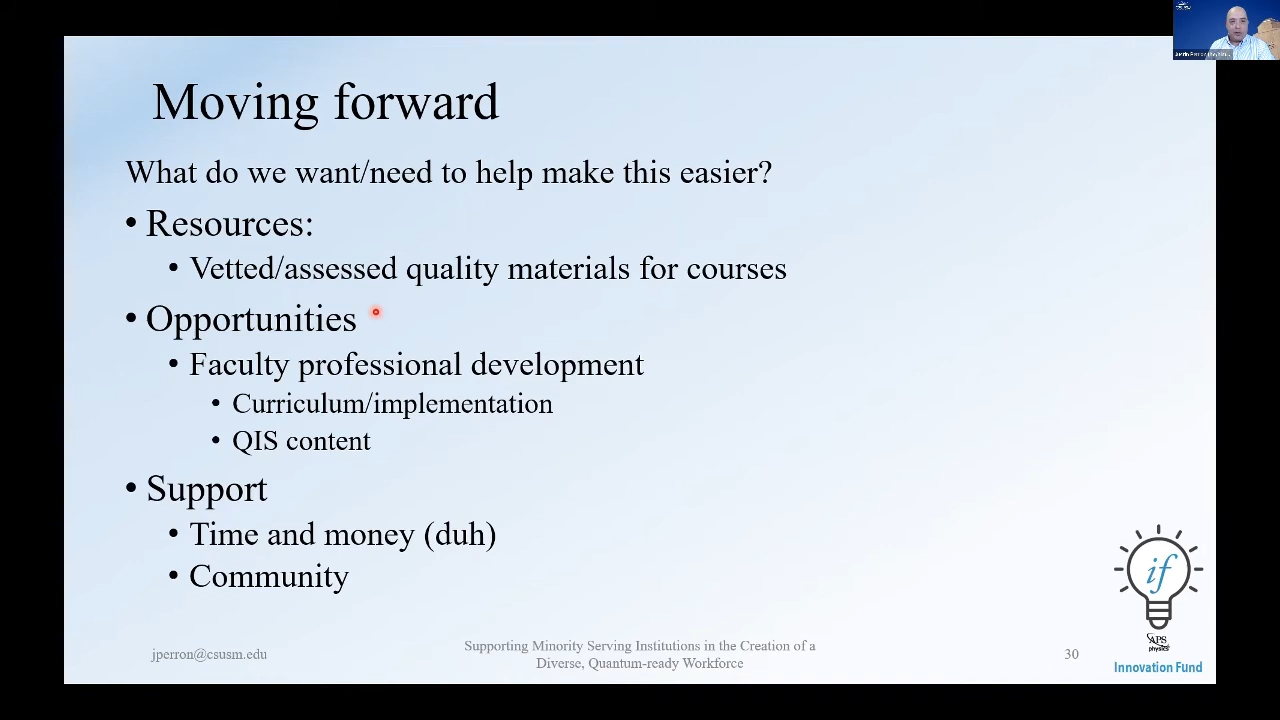 Moving forward
What do we want/need to help make this easier?
• Resources:
• Vetted/assessed quality materials for courses
• Opportunities
• Faculty professional development
• Curriculum/implementation
• QIS content
• Support
• Time and money (duh)
• Community
if
APS
physics
Innovation Fund
jperron@csusm.edu
Supporting Minority Serving Institutions in the Creation of a
Diverse, Quantum-ready Workforce
30